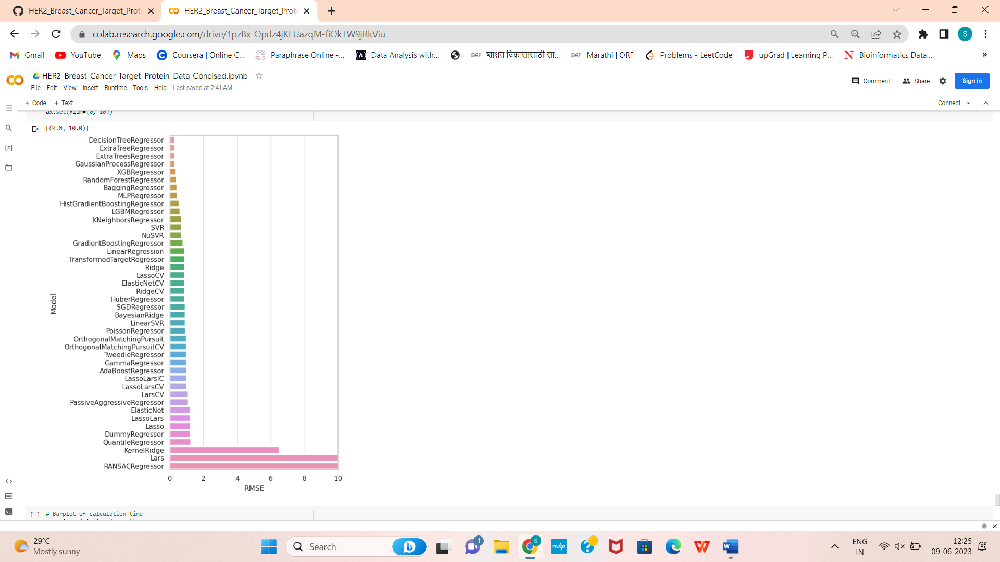 HER2_Breast_Cancer_Target_Prote
HER2_Breast_Cancer_Target_Prote
colab.research.google.com/drive/1pzBx_Opdz4jKEUazqM-fiOkTW9jRkViu
S
Gmail
YouTube
Maps
Coursera | Online C...
Paraphrase Online -...
Data Analysis with...
ORF शाश्वत विकासासाठी सा...
ORF Marathi | ORF
Problems - LeetCode
upGrad | Learning P...
N Bioinformatics Data...
»
HER2_Breast_Cancer_Target_Protein_Data_Concised.ipynb
Comment
Share
Sign in
File Edit View Insert Runtime Tools Help Last saved at 2:41 AM
+ Code + Text
Connect
ax.set(xlim=(0, 10))
[(0.0, 10.0)]
{x}
DecisionTreeRegressor
ExtraTreeRegressor
ExtraTreesRegressor
GaussianProcessRegressor
XGBRegressor
RandomForestRegressor
BaggingRegressor
MLPRegressor
HistGradientBoostingRegressor
LGBMRegressor
KNeighborsRegressor
SVR
NuSVR
GradientBoostingRegressor
LinearRegression
TransformedTargetRegressor
Ridge
LassoCV
ElasticNetCV
RidgeCV
HuberRegressor
SGDRegressor
BayesianRidge
LinearSVR
PoissonRegressor
OrthogonalMatchingPursuit
OrthogonalMatchingPursuitCV
TweedieRegressor
GammaRegressor
AdaBoostRegressor
LassoLarsIC
LassoLarsCV
LarsCV
PassiveAggressiveRegressor
ElasticNet
LassoLars
Lasso
DummyRegressor
QuantileRegressor
KernelRidge
Lars
RANSACRegressor
Model
0 2 4 6 8 10
RMSE
[ ] # Barplot of calculation time
29°C
Mostly sunny
Search
1
S
myhp
?
W
ENG
IN
12:25
09-06-2023